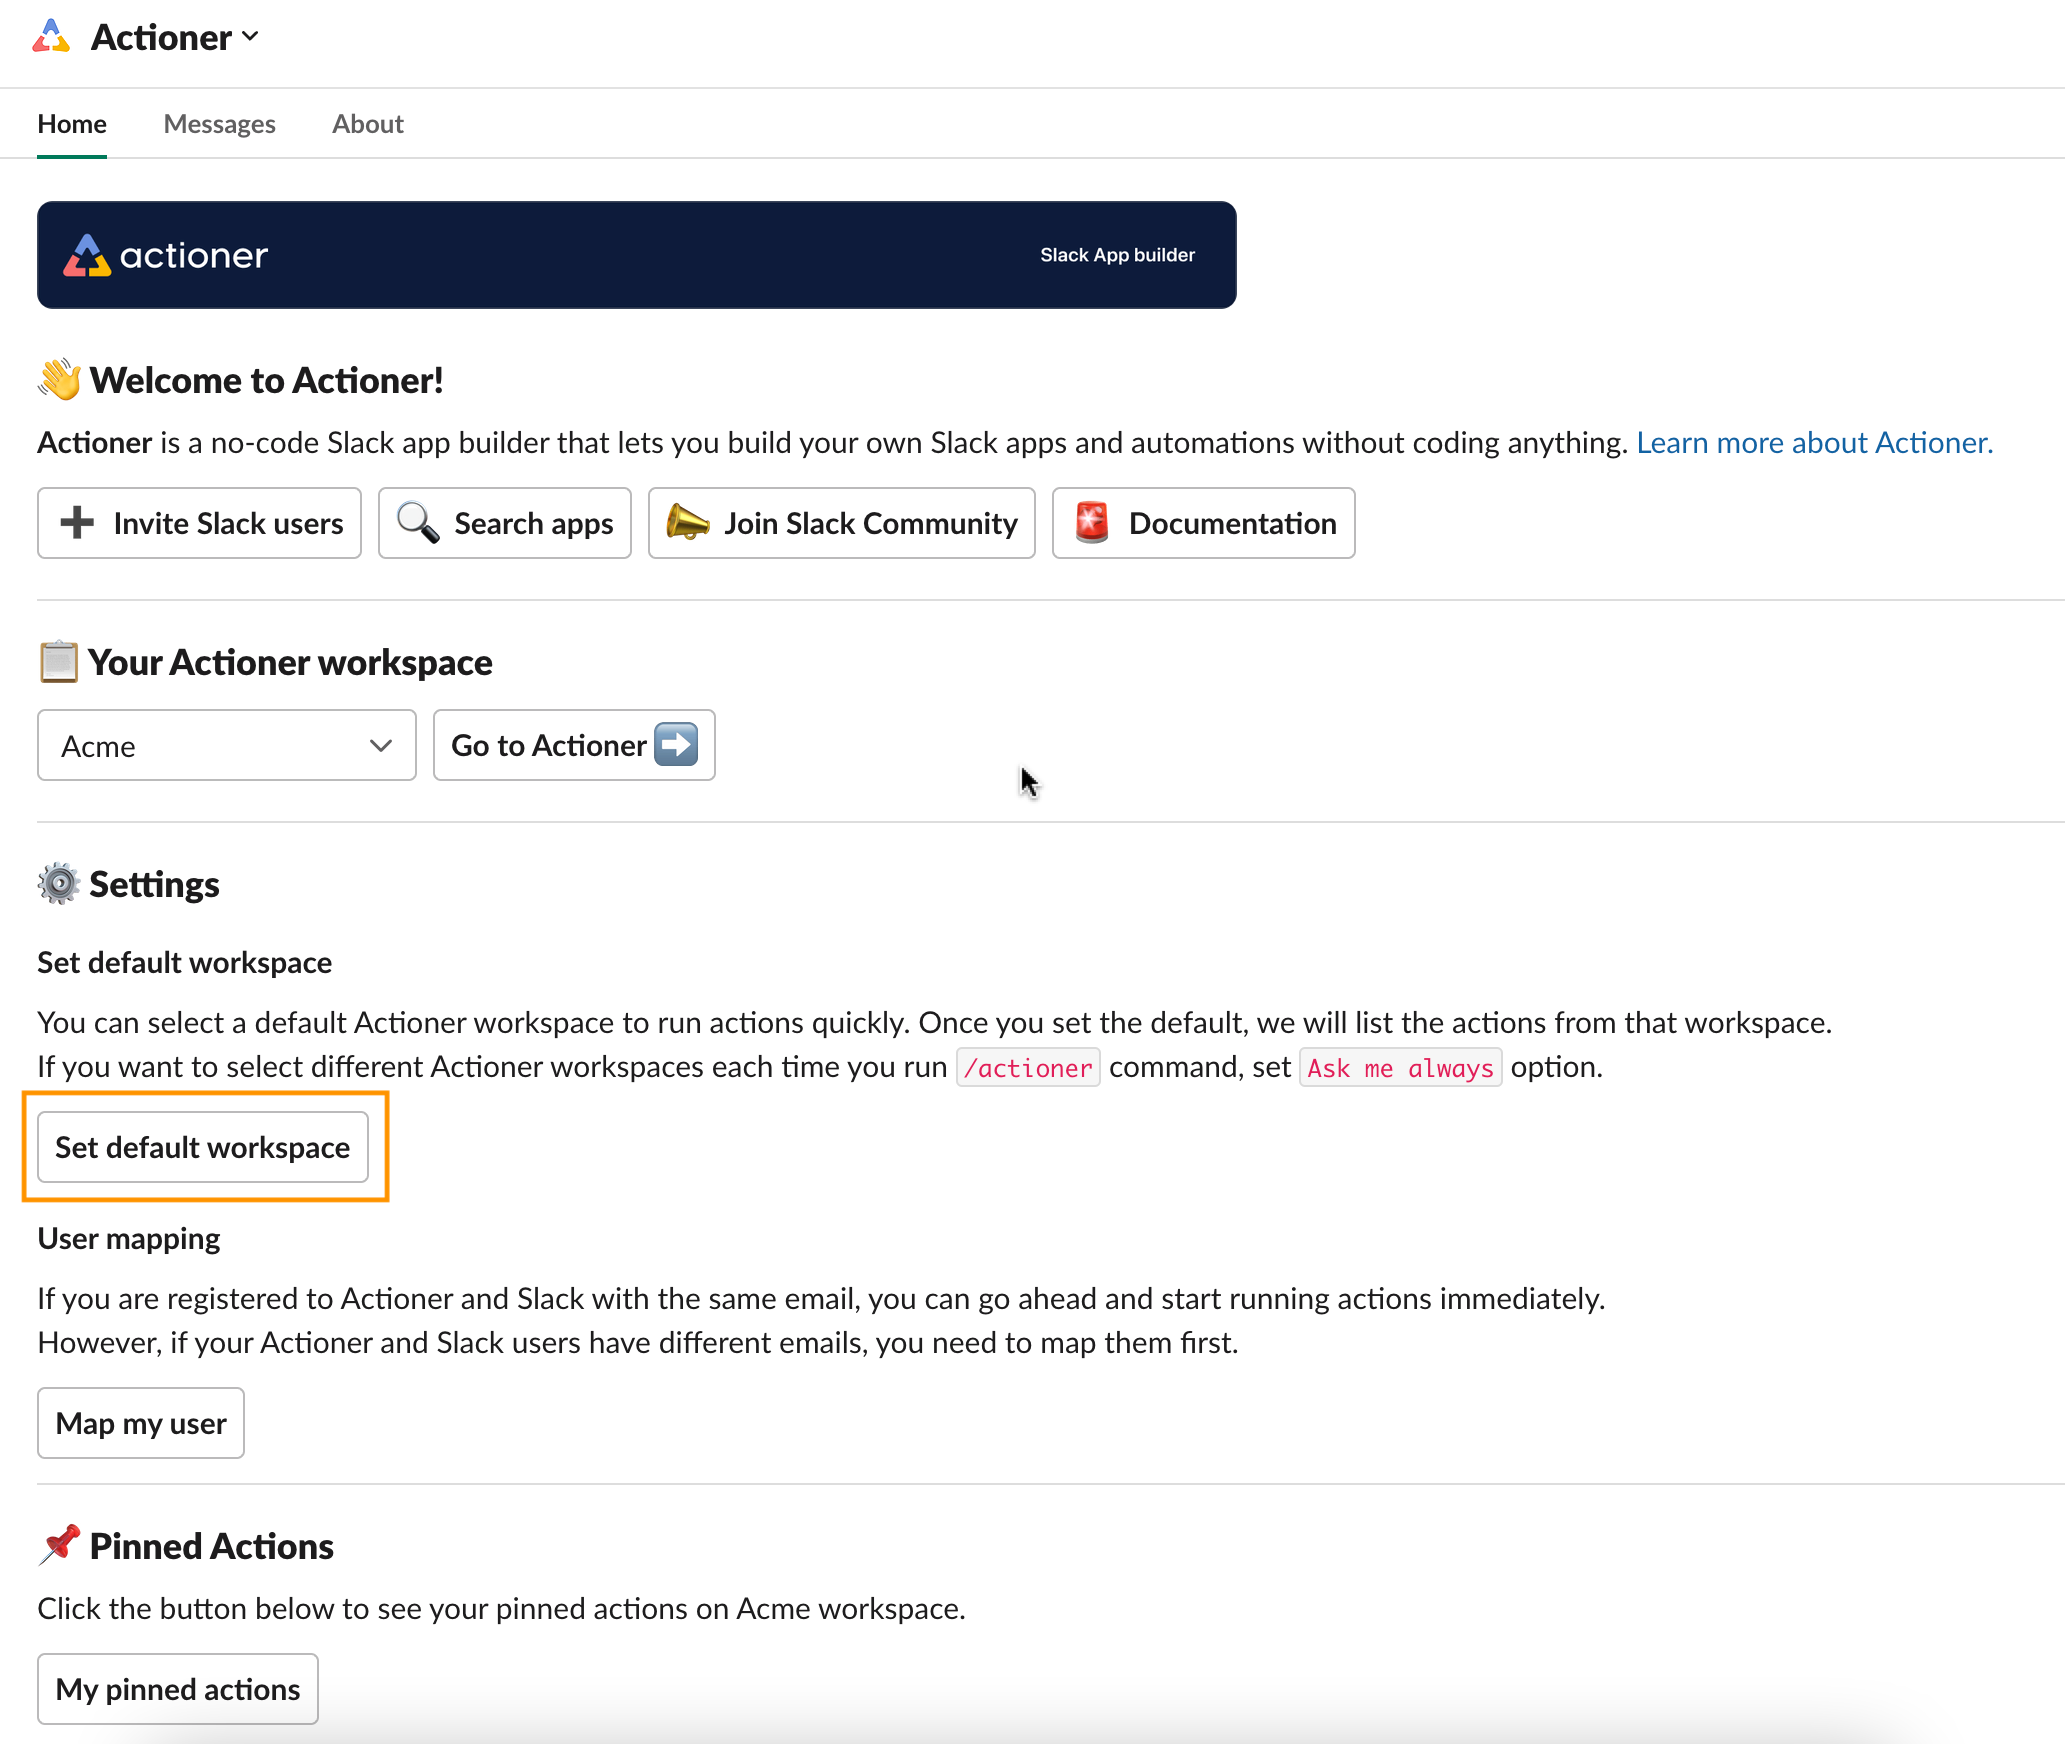 Actioner
Home Messages About
actioner Slack App builder
Welcome to Actioner!
Actioner is a no-code Slack app builder that lets you build your own Slack apps and automations without coding anything. Learn more about Actioner.
Invite Slack users Search apps Join Slack Community Documentation
Your Actioner workspace
Acme Go to Actioner
Settings
Set default workspace
You can select a default Actioner workspace to run actions quickly. Once you set the default, we will list the actions from that workspace.
If you want to select different Actioner workspaces each time you run /actioner command, set Ask me always option.
Set default workspace
User mapping
If you are registered to Actioner and Slack with the same email, you can go ahead and start running actions immediately.
However, if your Actioner and Slack users have different emails, you need to map them first.
Map my user
Pinned Actions
Click the button below to see your pinned actions on Acme workspace.
My pinned actions